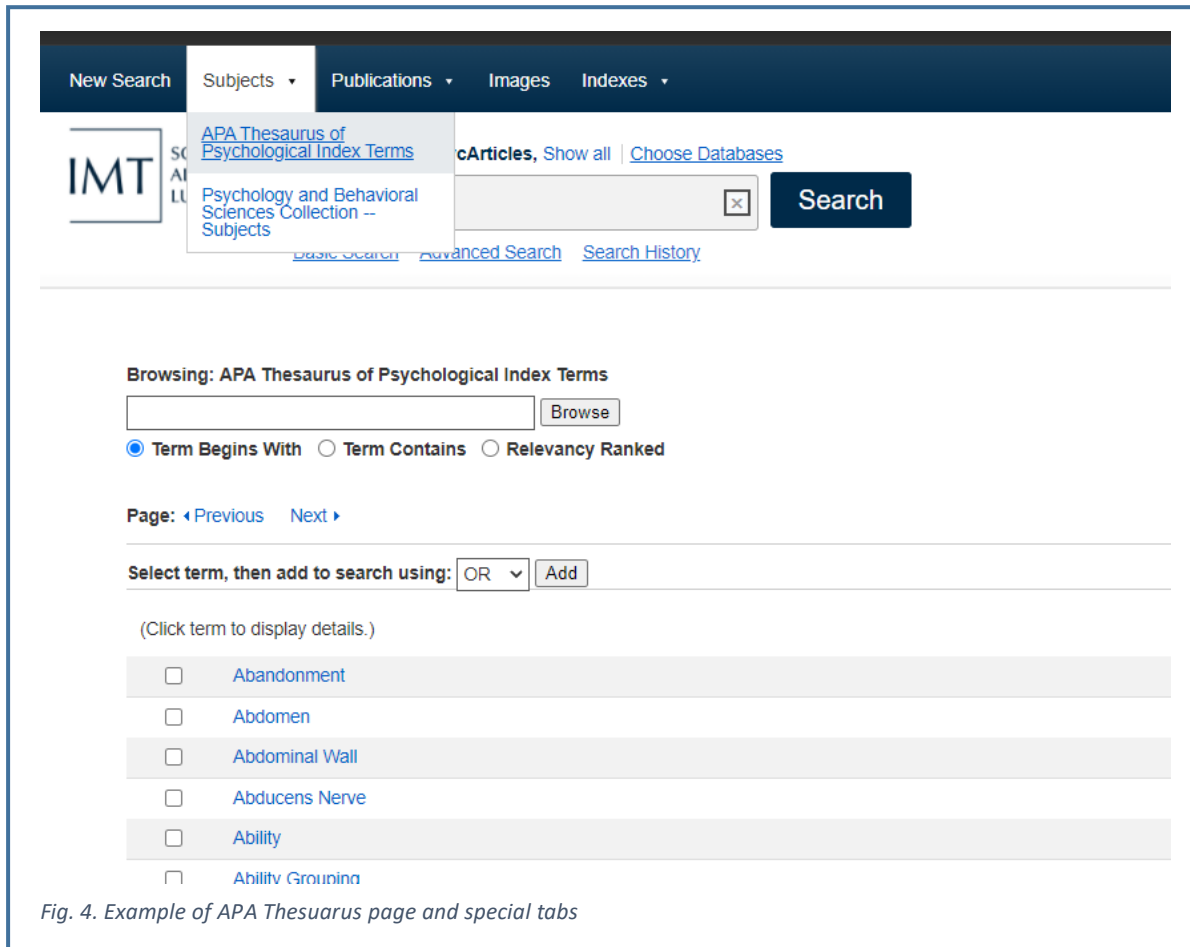 New Search Subjects Publications Images Indexes
APA Thesaurus of
Psychological Index Terms
Psychology and Behavioral
Sciences Collection --
Subjects
IMT
cArticles, Show all Choose Databases
Search
Basic Search Advanced Search Search History
Browsing: APA Thesaurus of Psychological Index Terms
Browse
Term Begins With Term Contains Relevancy Ranked
Page: Previous Next
Select term, then add to search using: OR Add
(Click term to display details.)
Abandonment
Abdomen
Abdominal Wall
Abducens Nerve
Ability
Ability Grouping
Fig. 4. Example of APA Thesuarus page and special tabs